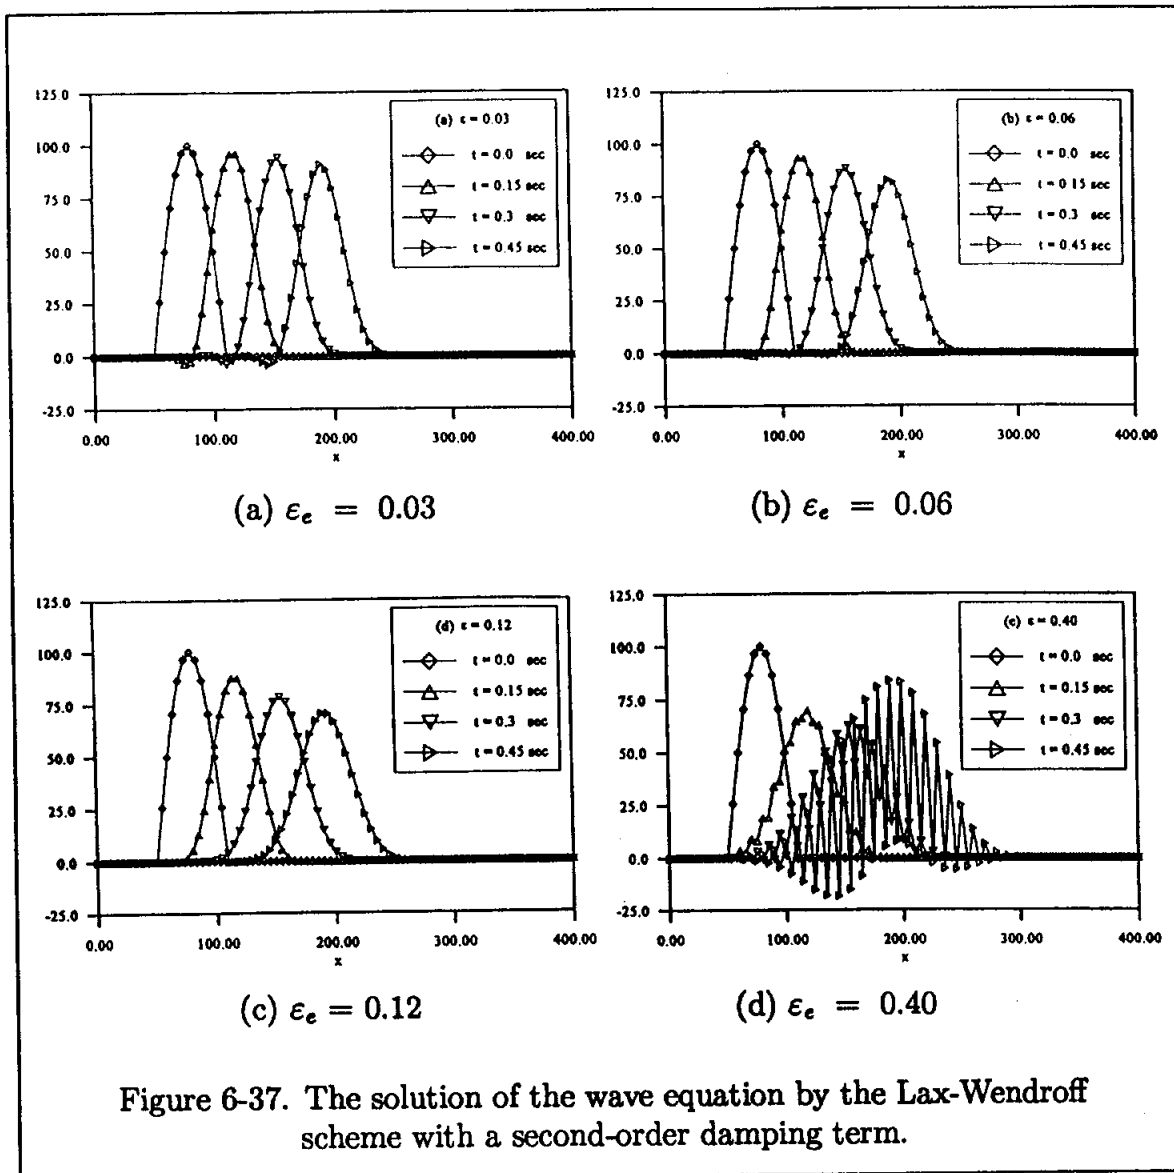 125.0
100.0
75.0
50.0
25.0
0.0
-25.0
0.00 100.00 200.00 300.00 400.00
x
(a) ε = 0.03
t = 0.0 sec
t = 0.15 sec
t = 0.3 sec
t = 0.45 sec
(a) εe = 0.03
125.0
100.0
75.0
50.0
25.0
0.0
-25.0
0.00 100.00 200.00 300.00 400.00
x
(b) ε = 0.06
t = 0.0 sec
t = 0.15 sec
t = 0.3 sec
t = 0.45 sec
(b) εe = 0.06
125.0
100.0
75.0
50.0
25.0
0.0
-25.0
0.00 100.00 200.00 300.00 400.00
x
(d) ε = 0.12
t = 0.0 sec
t = 0.15 sec
t = 0.3 sec
t = 0.45 sec
(c) εe = 0.12
125.0
100.0
75.0
50.0
25.0
0.0
-25.0
0.00 100.00 200.00 300.00 400.00
x
(e) ε = 0.40
t = 0.0 sec
t = 0.15 sec
t = 0.3 sec
t = 0.45 sec
(d) εe = 0.40
Figure 6-37. The solution of the wave equation by the Lax-Wendroff
scheme with a second-order damping term.